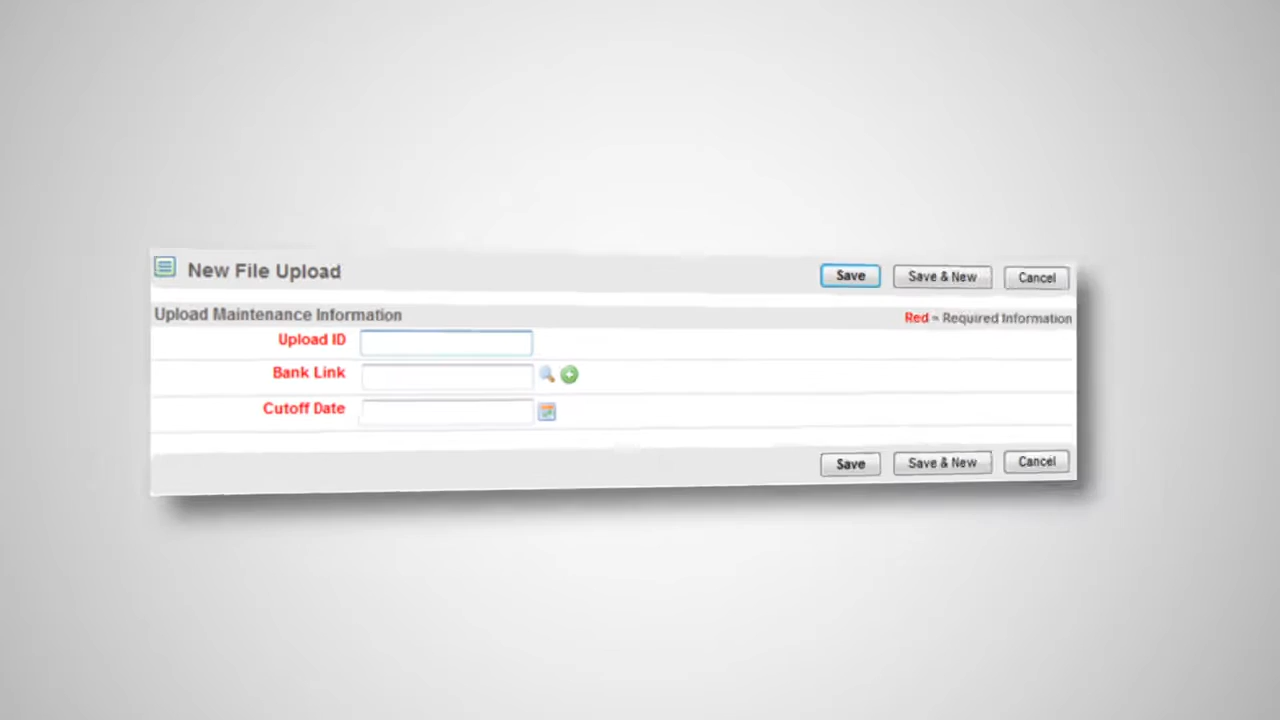 New File Upload Save Save & New Cancel
Upload Maintenance Information Red = Required Information
Upload ID
Bank Link
Cutoff Date
Save Save & New Cancel